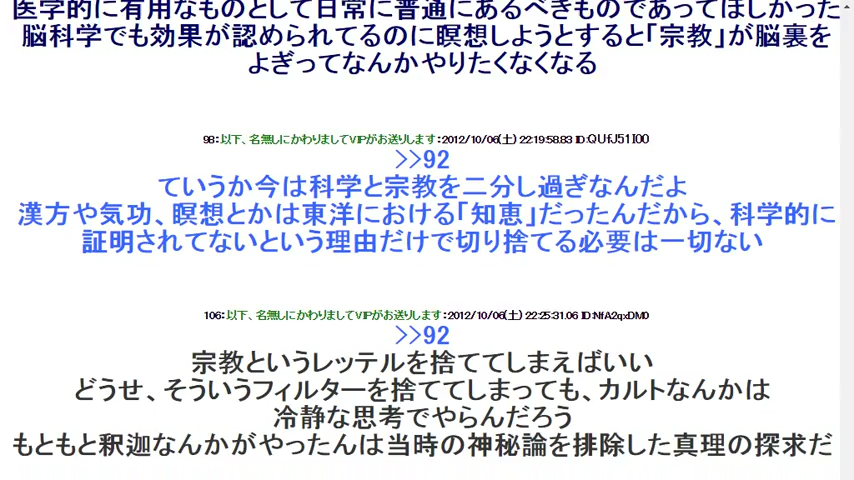 医学的に有用なものとして日常に普通にあるべきものであってほしかった
脳科学でも効果が認められてるのに瞑想しようとすると「宗教」が脳裏を
よぎってなんかやりたくなくなる
98：以下、名無しにかわりましてVIPがお送りします：2012/10/06(土) 22:19:58.83 ID:QUfJ51I00
>>92
ていうか今は科学と宗教を二分し過ぎなんだよ
漢方や気功、瞑想とかは東洋における「知恵」だったんだから、科学的に
証明されてないという理由だけで切り捨てる必要は一切ない
106：以下、名無しにかわりましてVIPがお送りします：2012/10/06(土) 22:25:31.06 ID:NfA2qxDM0
>>92
宗教というレッテルを捨ててしまえばいい
どうせ、そういうフィルターを捨ててしまっても、カルトなんかは
冷静な思考でやらんだろう
もともと釈迦なんかがやったんは当時の神秘論を排除した真理の探求だ